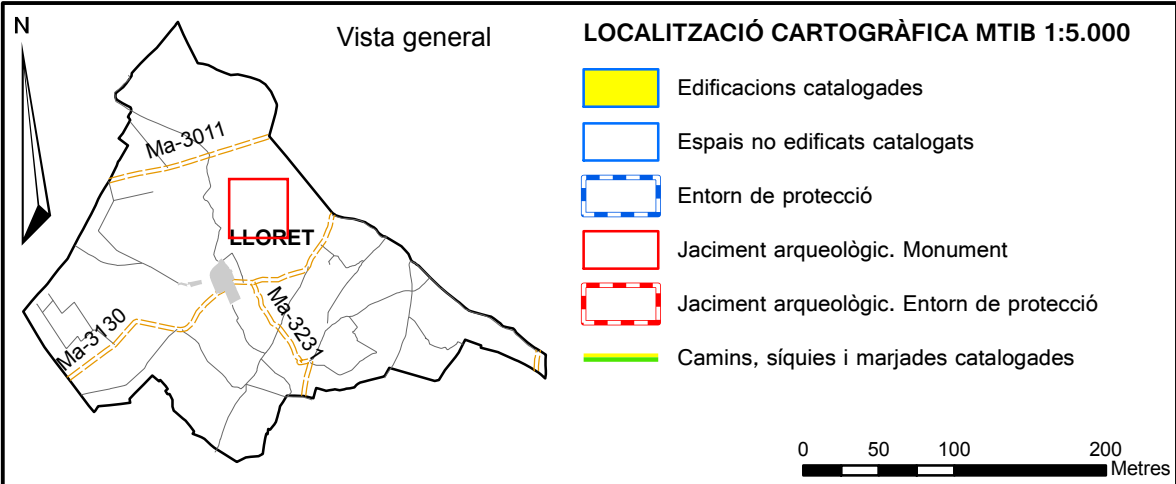 N
Vista general
Ma-3011
LLORET
Ma-3130
Ma-3231
LOCALITZACIÓ CARTOGRÀFICA MTIB 1:5.000
Edificacions catalogades
Espais no edificats catalogats
Entorn de protecció
Jaciment arqueològic. Monument
Jaciment arqueològic. Entorn de protecció
Camins, síquies i marjades catalogades
0 50 100 200
Metres